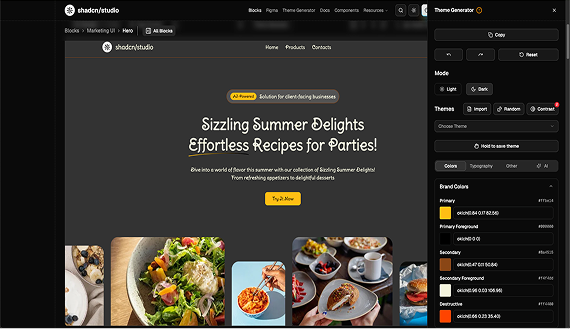 shadcn/studio
Blocks Figma Theme Generator Docs Components Resources
Blocks > Marketing UI > Hero
All Blocks
shadcn/studio
Home Products Contacts
AI-Powered Solution for client-facing businesses
Sizzling Summer Delights
Effortless Recipes for Parties!
Dive into a world of flavor this summer with our collection of Sizzling Summer Delights!
From refreshing appetizers to delightful desserts
Try It Now
Theme Generator
Copy
Reset
Mode
Light Dark
Themes Import Random Contrast
Choose Theme
Hold to save theme
Colors Typography Other AI
Brand Colors
Primary
oklch(0.84 0.17 82.56)
Primary Foreground #000000
oklch(0 0 0)
Secondary
oklch(0.47 0.11 50.84)
Secondary Foreground
oklch(0.96 0.03 106.96)
Destructive
oklch(0.66 0.23 35.40)